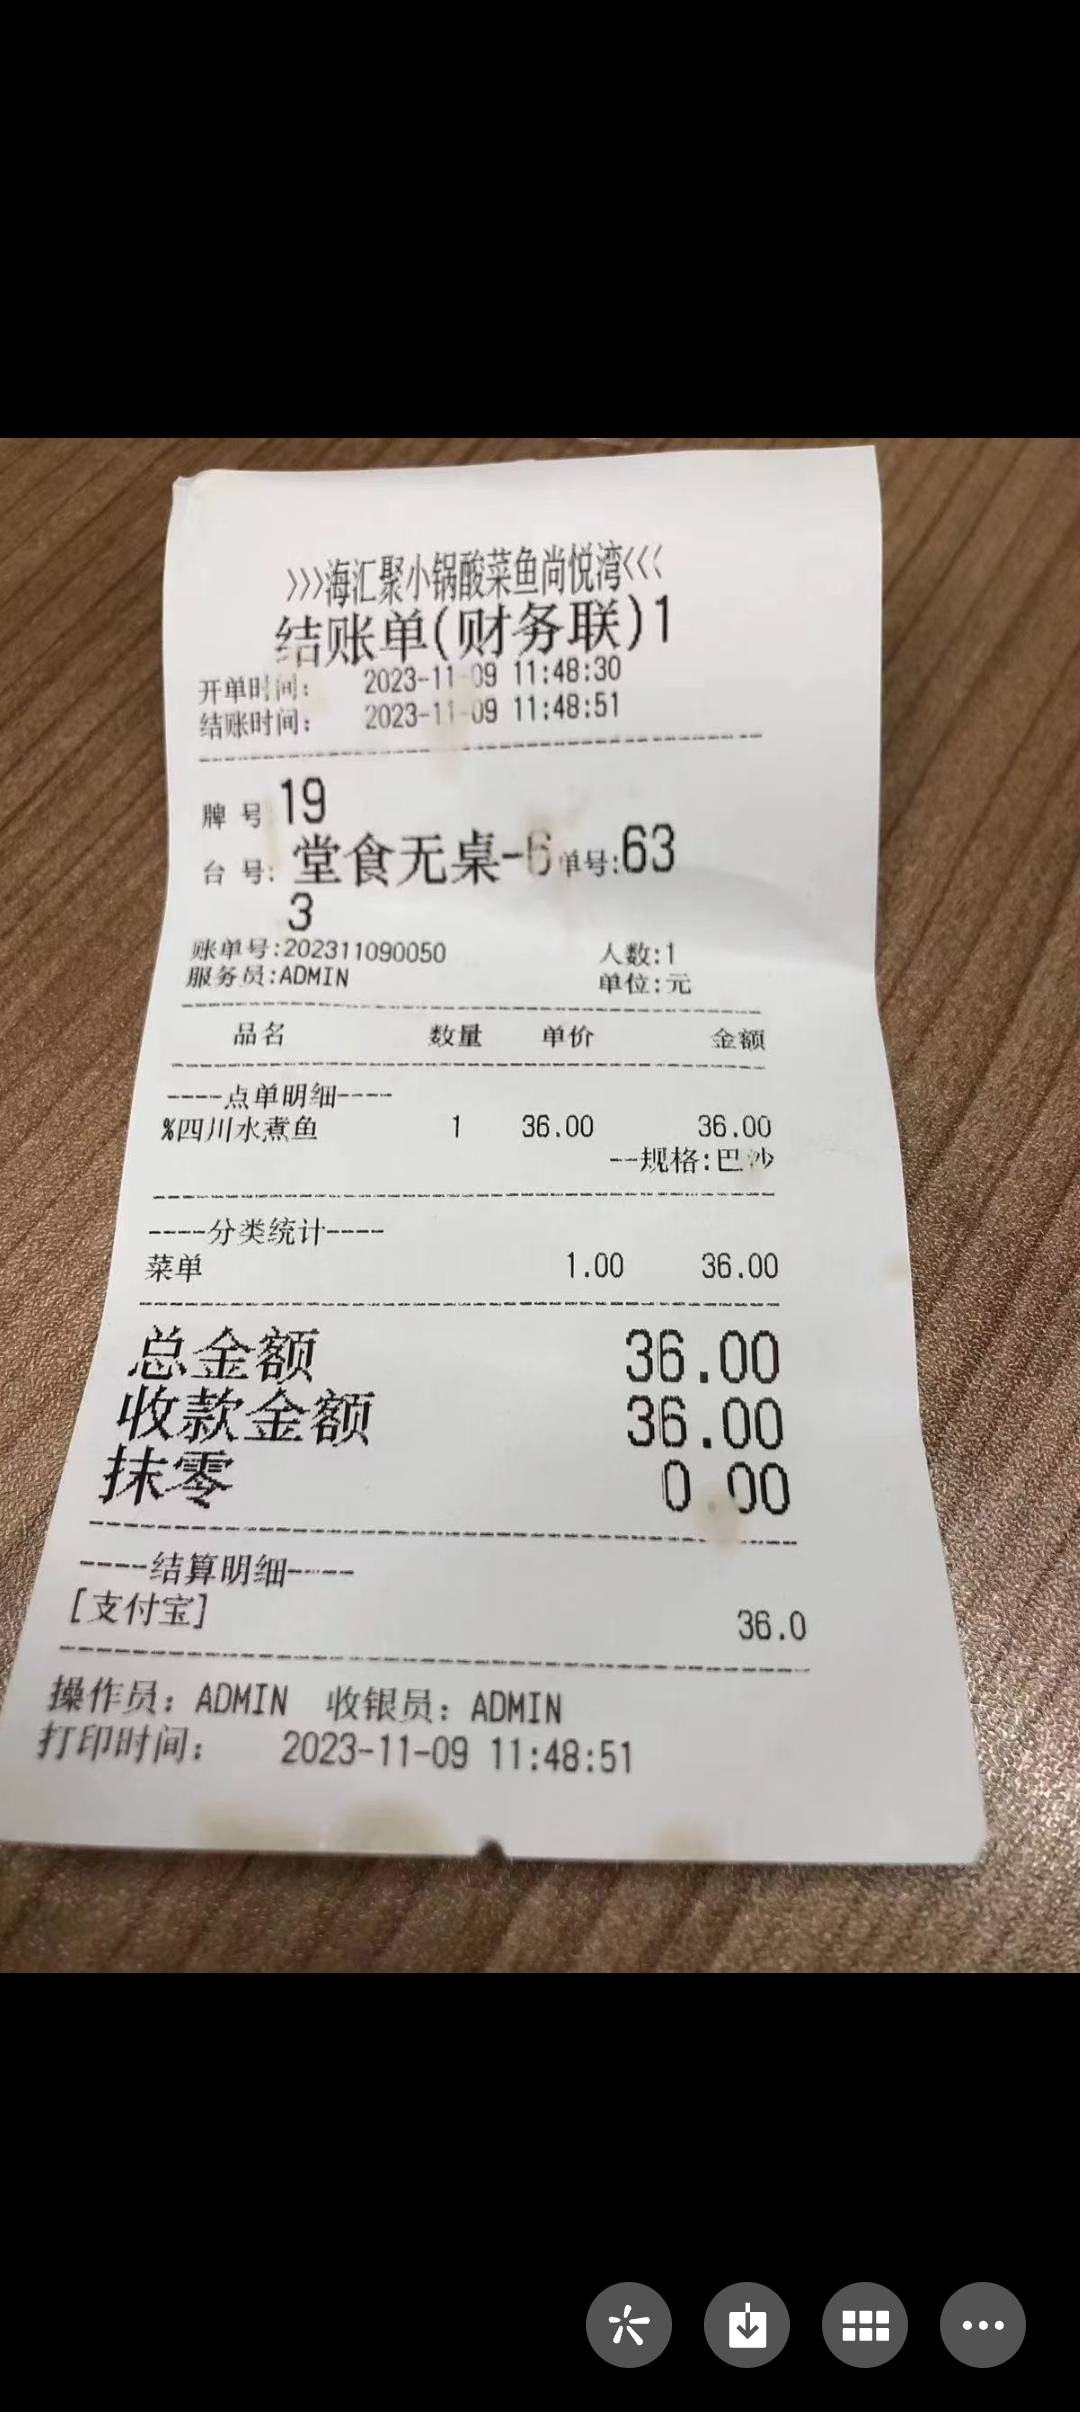 >>>海汇聚小锅酸菜鱼尚悦湾<<<
结账单(财务联)1
开单时间: 2023-11-09 11:48:30
结账时间: 2023-11-09 11:48:51
牌 号 19
台 号: 堂食无桌-6 单号:63
3
账单号:202311090050 人数:1
服务员:ADMIN 单位:元
品名 数量 单价 金额
----点单明细----
%四川水煮鱼 1 36.00 36.00
--规格:巴沙
----分类统计----
菜单 1.00 36.00
总金额 36.00
收款金额 36.00
抹零 0.00
----结算明细----
[支付宝] 36.0
操作员: ADMIN 收银员: ADMIN
打印时间: 2023-11-09 11:48:51